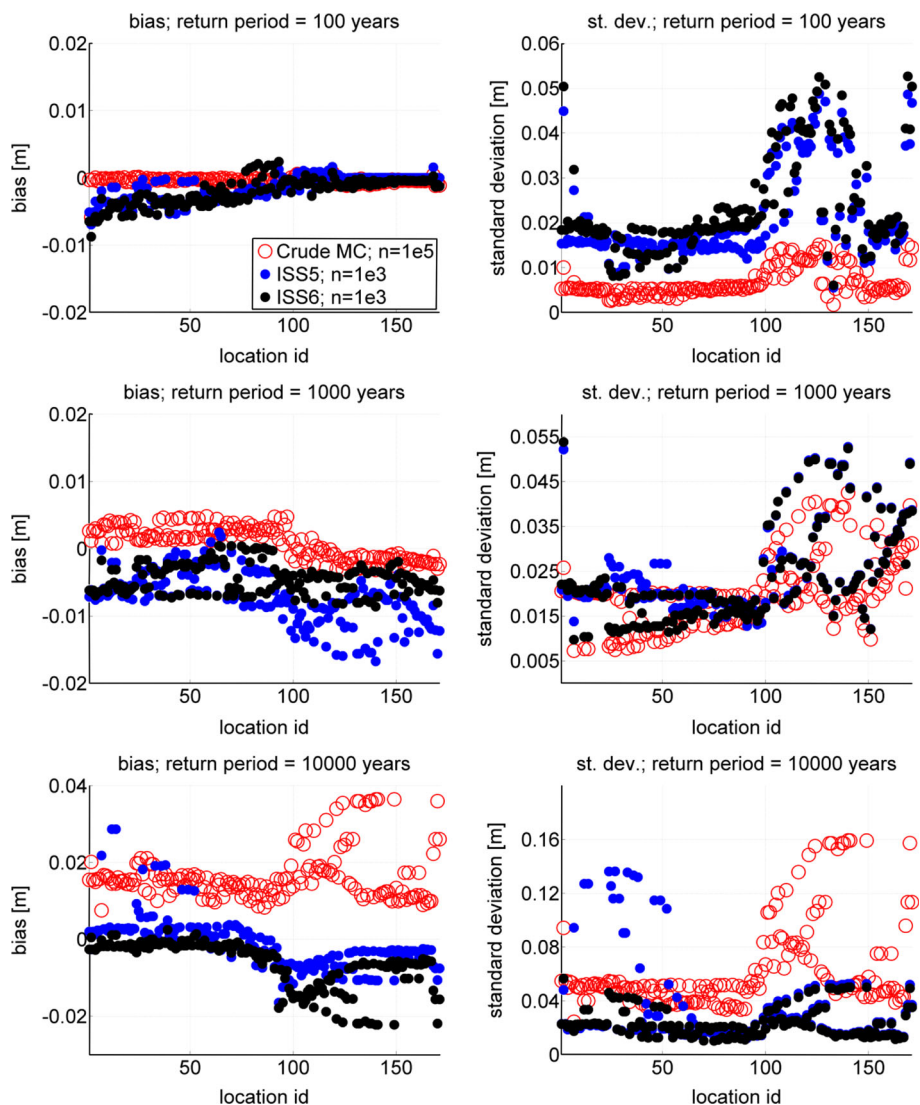 bias; return period = 100 years
0.02
0.01
0
-0.01
-0.02
bias [m]
50
100
150
location id
Crude MC; n=1e5
ISS5; n=1e3
ISS6; n=1e3
st. dev.; return period = 100 years
0.06
0.05
0.04
0.03
0.02
0.01
0
standard deviation [m]
50
100
150
location id
bias; return period = 1000 years
0.02
0.01
0
-0.01
-0.02
bias [m]
50
100
150
location id
st. dev.; return period = 1000 years
0.055
0.045
0.035
0.025
0.015
0.005
standard deviation [m]
50
100
150
location id
bias; return period = 10000 years
0.04
0.02
0
-0.02
bias [m]
50
100
150
location id
st. dev.; return period = 10000 years
0.16
0.12
0.08
0.04
0
standard deviation [m]
50
100
150
location id